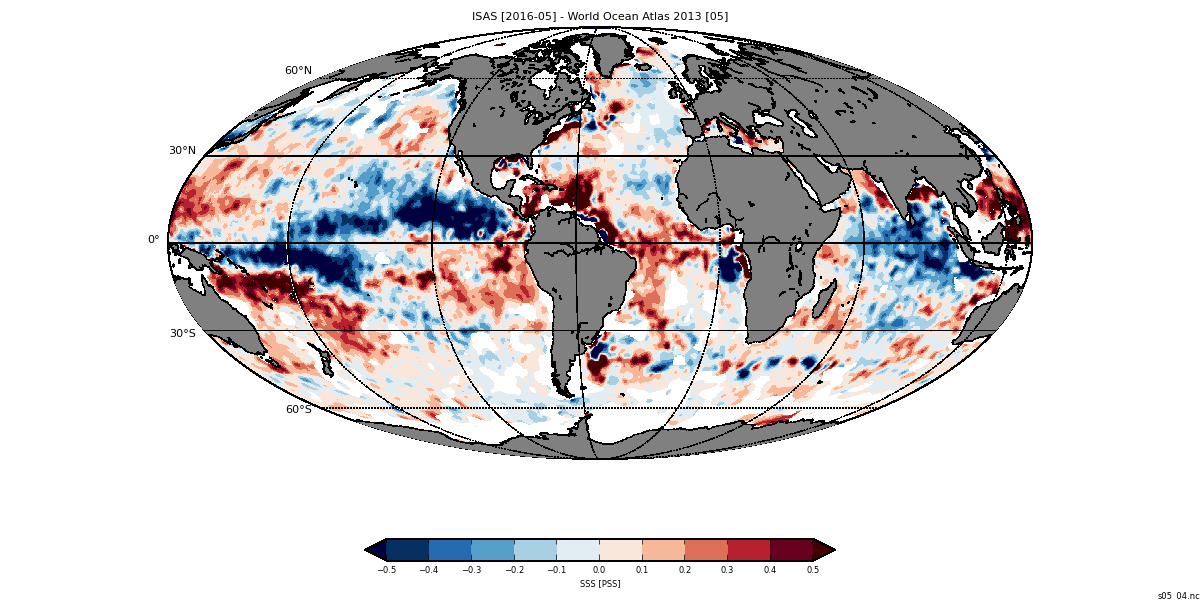 ISAS [2016-05] - World Ocean Atlas 2013 [05]
60°N
30°N
0°
30°S
60°S
−0.5 −0.4 −0.3 −0.2 −0.1 0.0 0.1 0.2 0.3 0.4 0.5
SSS [PSS]
s05_04.nc